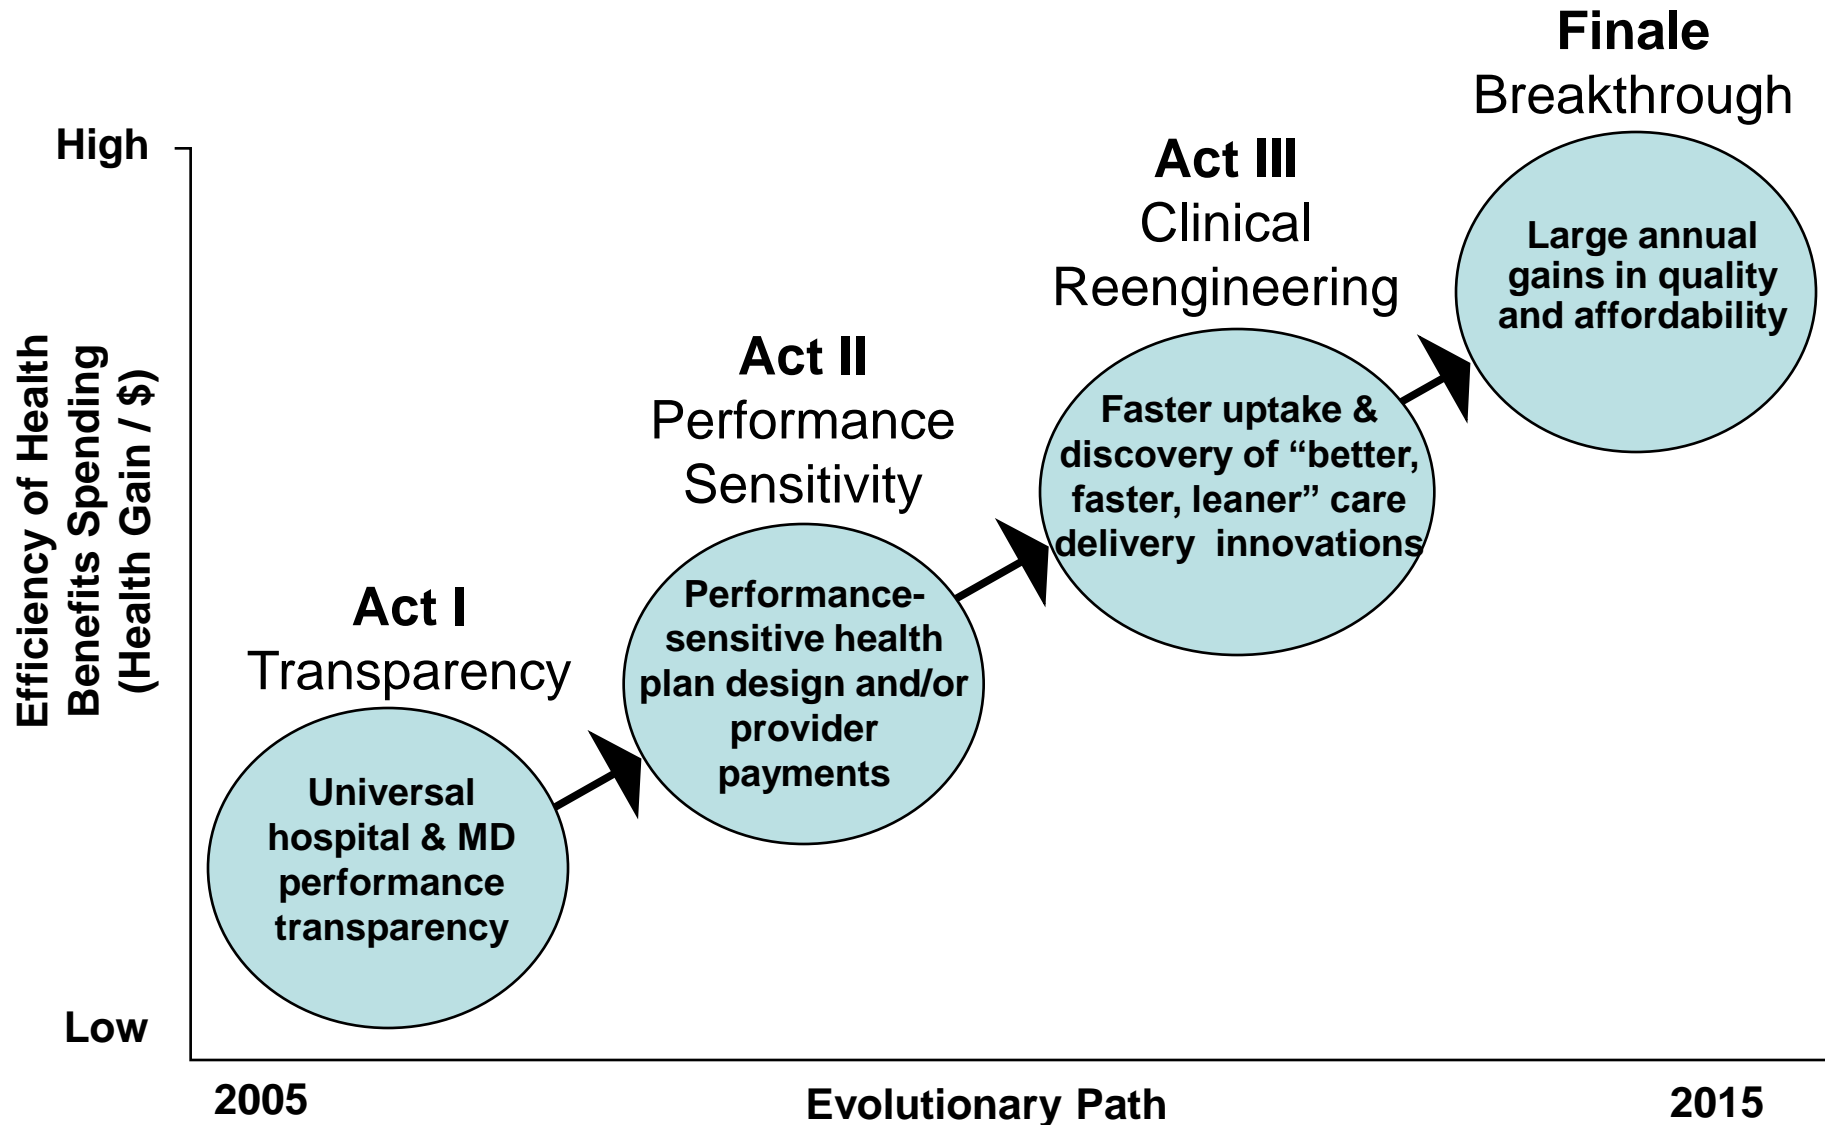 Finale
Breakthrough
High
Act III
Clinical
Reengineering
Large annual
gains in quality
and affordability
Act II
Performance
Sensitivity
Faster uptake &
discovery of “better,
faster, leaner” care
delivery innovations
Efficiency of Health
Benefits Spending
(Health Gain / $)
Act I
Transparency
Performance-
sensitive health
plan design and/or
provider
payments
Universal
hospital & MD
performance
transparency
Low
2005
Evolutionary Path
2015